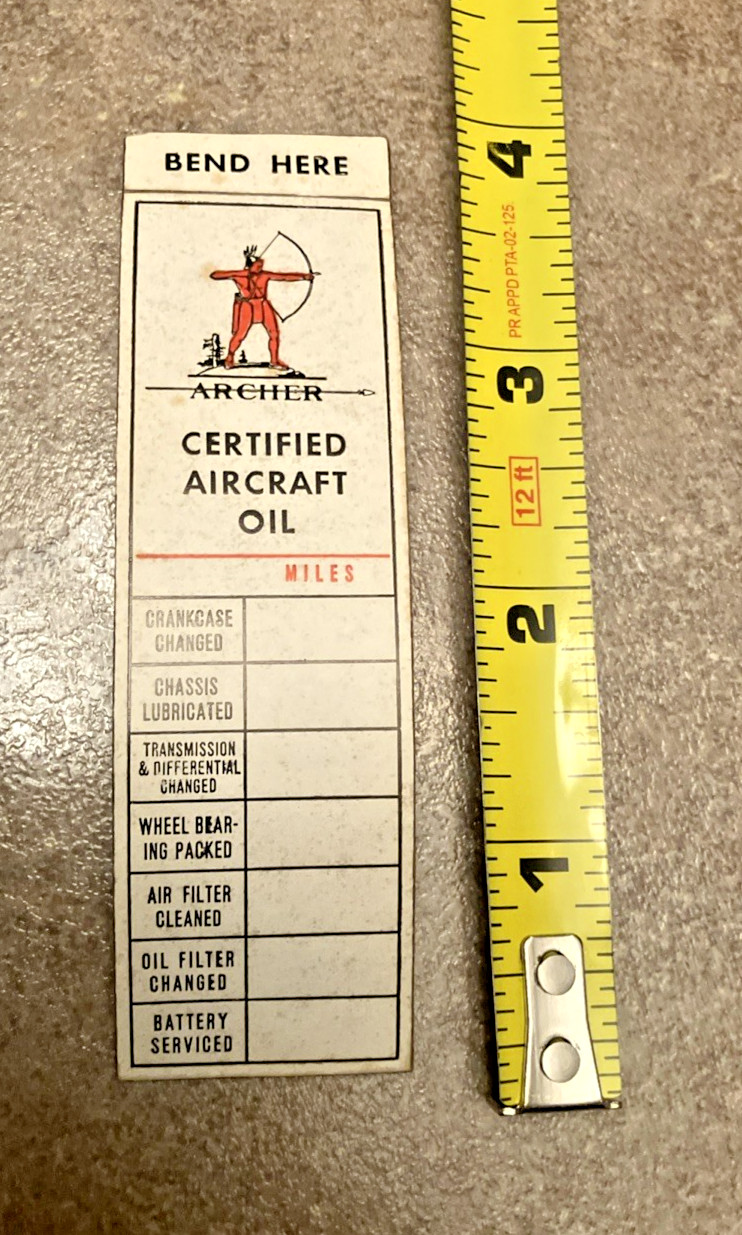 BEND HERE
ARCHER
CERTIFIED
AIRCRAFT
OIL
MILES
CRANKCASE
CHANGED
CHASSIS
LUBRICATED
TRANSMISSION
& DIFFERENTIAL
CHANGED
WHEEL BEAR-
ING PACKED
AIR FILTER
CLEANED
OIL FILTER
CHANGED
BATTERY
SERVICED
4
PR APPD PTA-02-125
3
12 ft
2
1